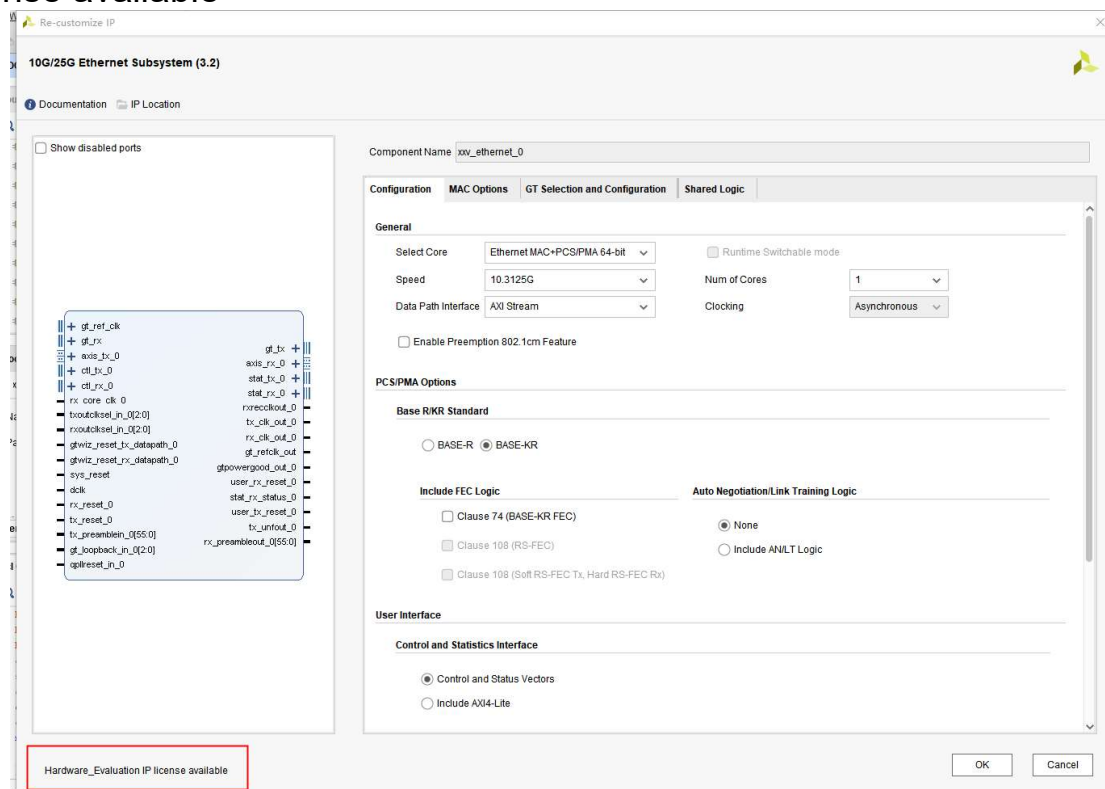 nse available
Re-customize IP
10G/25G Ethernet Subsystem (3.2)
Documentation IP Location
Show disabled ports
gt_ref_clk
gt_rx
axis_tx_0
ctl_tx_0
ctl_rx_0
rx_core_clk_0
txoutclksel_in_0[2:0]
rxoutclksel_in_0[2:0]
gtwiz_reset_tx_datapath_0
gtwiz_reset_rx_datapath_0
sys_reset
dclk
rx_reset_0
tx_reset_0
tx_preamblein_0[55:0]
gt_loopback_in_0[2:0]
qpllreset_in_0
gt_tx
axis_rx_0
stat_tx_0
stat_rx_0
rxrecclkout_0
tx_clk_out_0
rx_clk_out_0
gt_refclk_out
gtpowergood_out_0
user_rx_reset_0
stat_rx_status_0
user_tx_reset_0
tx_unfout_0
rx_preambleout_0[55:0]
Component Name xxv_ethernet_0
Configuration MAC Options GT Selection and Configuration Shared Logic
General
Select Core Ethernet MAC+PCS/PMA 64-bit Runtime Switchable mode
Speed 10.3125G Num of Cores 1
Data Path Interface AXI Stream Clocking Asynchronous
Enable Preemption 802.1cm Feature
PCS/PMA Options
Base R/KR Standard
BASE-R BASE-KR
Include FEC Logic Auto Negotiation/Link Training Logic
Clause 74 (BASE-KR FEC) None
Clause 108 (RS-FEC) Include AN/LT Logic
Clause 108 (Soft RS-FEC Tx, Hard RS-FEC Rx)
User Interface
Control and Statistics Interface
Control and Status Vectors
Include AXI4-Lite
Hardware_Evaluation IP license available
OK Cancel